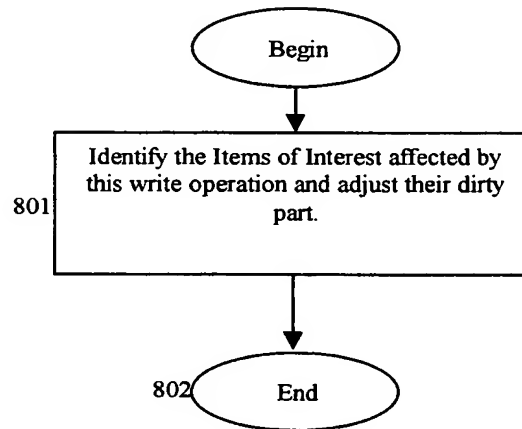 Begin
Identify the Items of Interest affected by
this write operation and adjust their dirty
part.
801
802
End